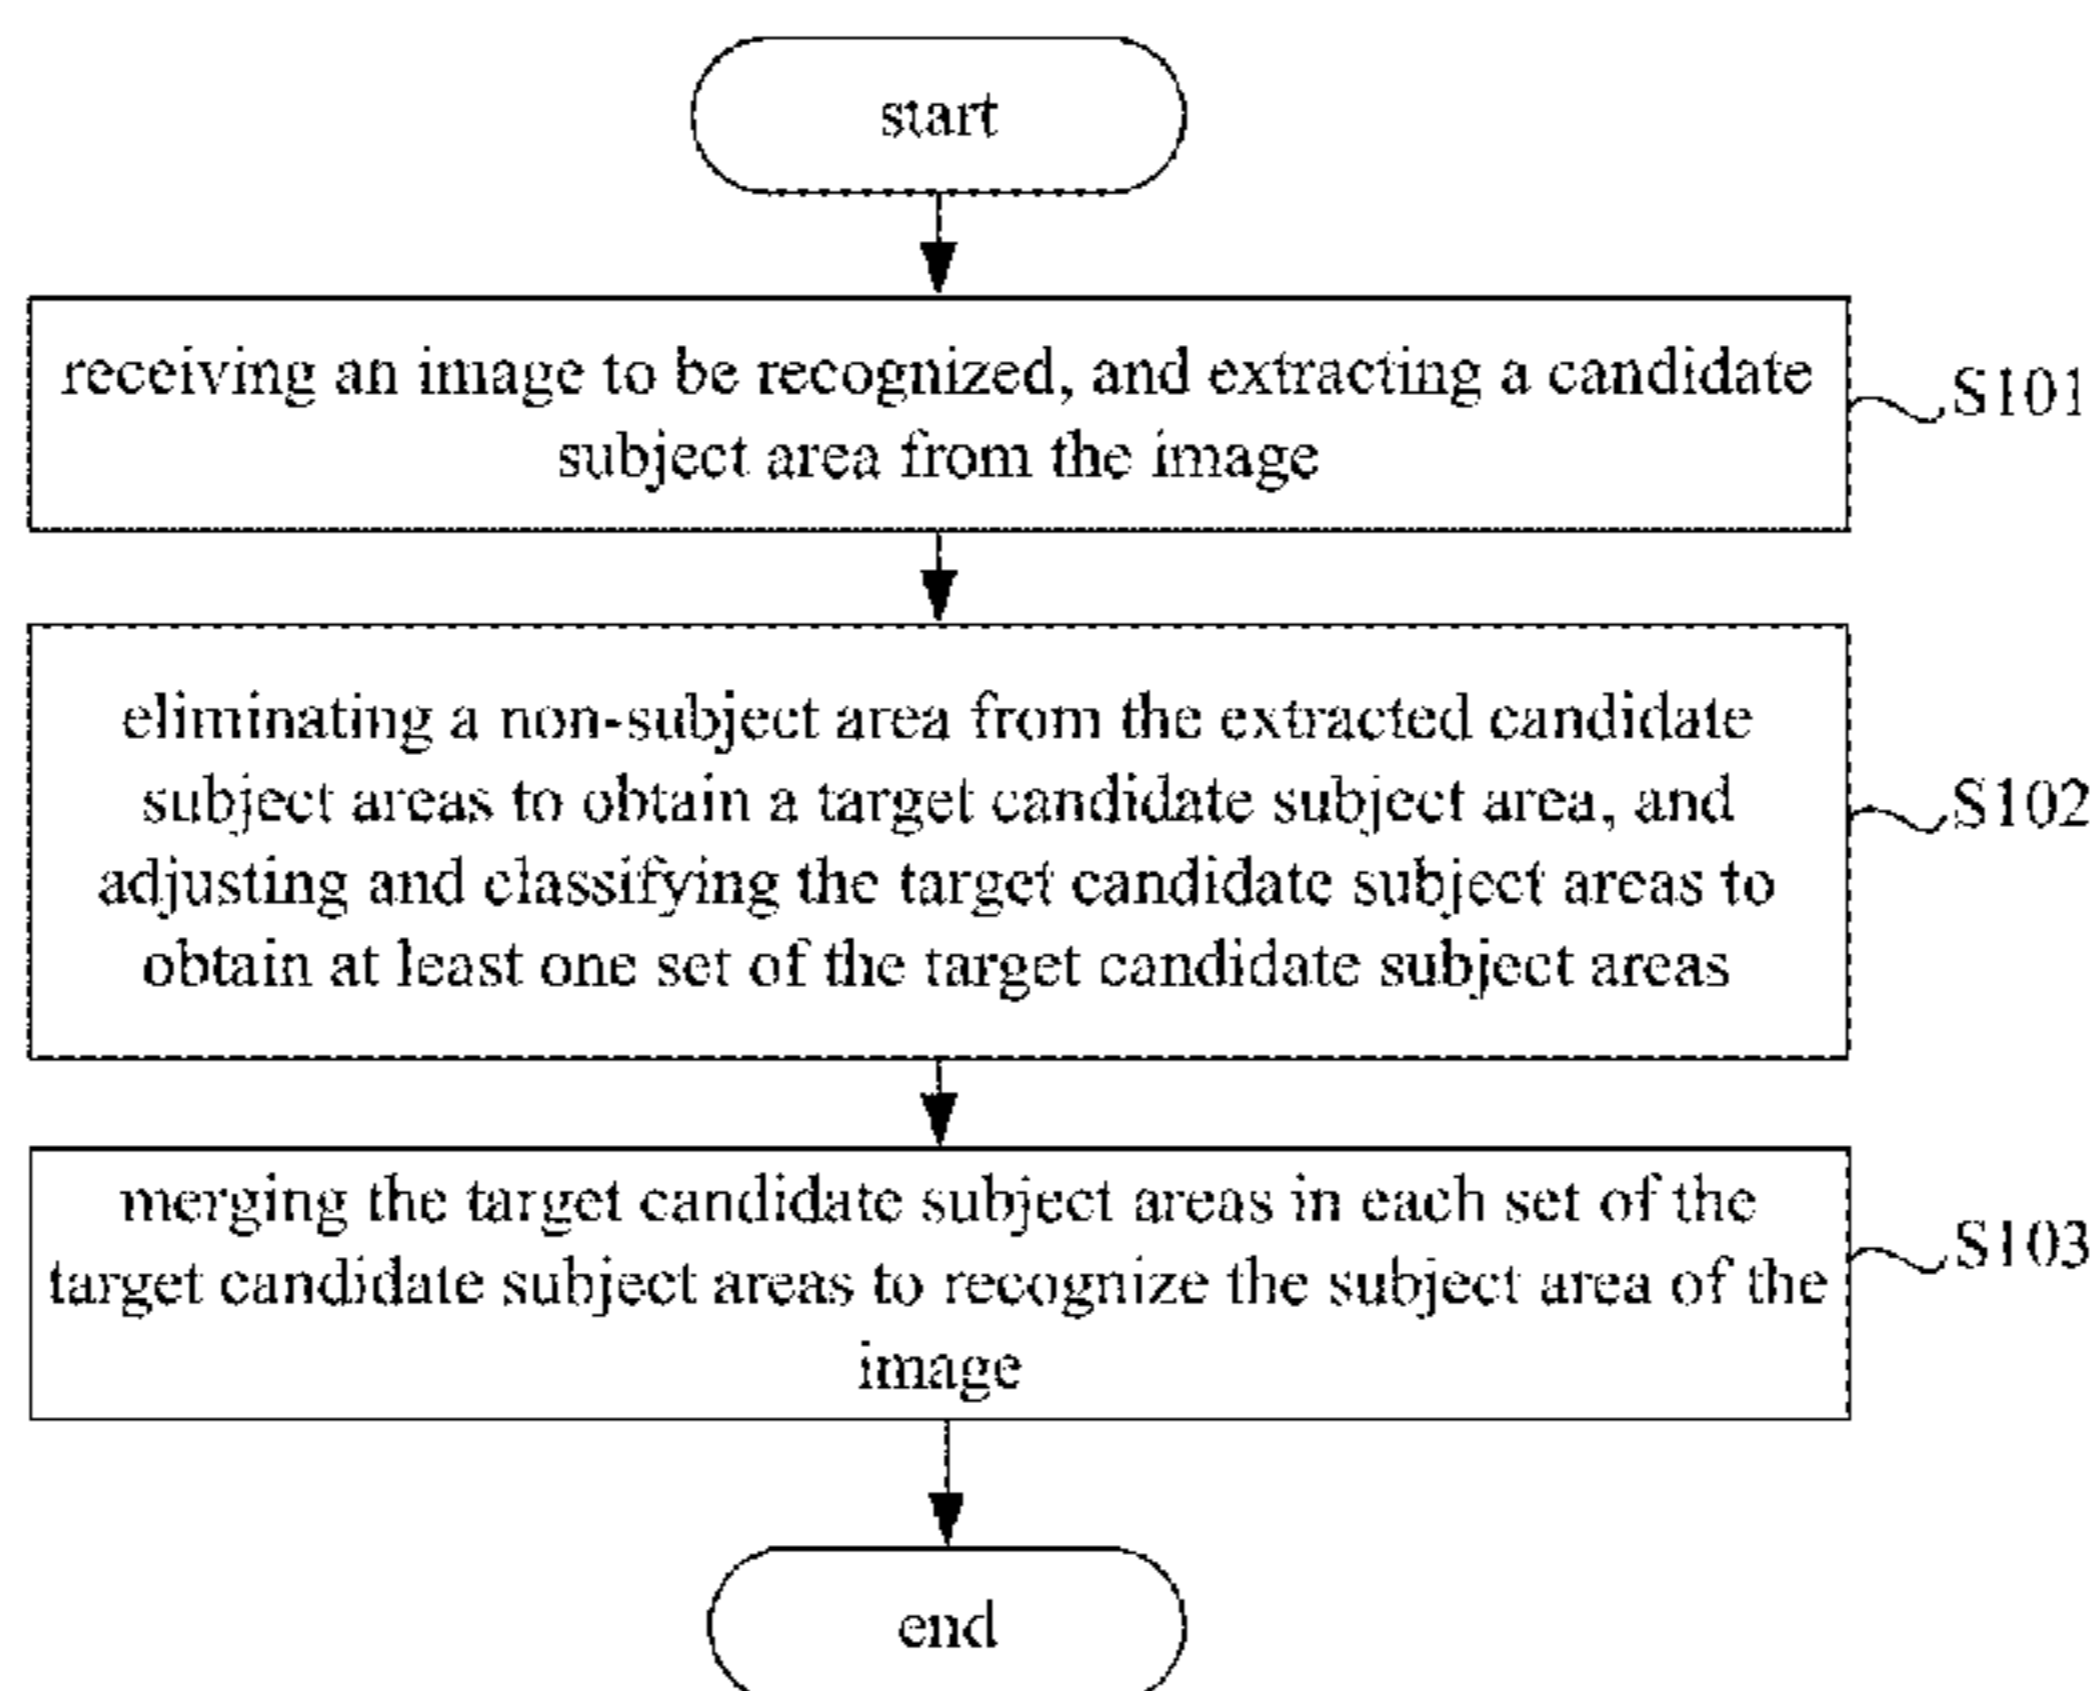 start
receiving an image to be recognized, and extracting a candidate
subject area from the image
S101
eliminating a non-subject area from the extracted candidate
subject areas to obtain a target candidate subject area, and
adjusting and classifying the target candidate subject areas to
obtain at least one set of the target candidate subject areas
S102
merging the target candidate subject areas in each set of the
target candidate subject areas to recognize the subject area of the
image
S103
end